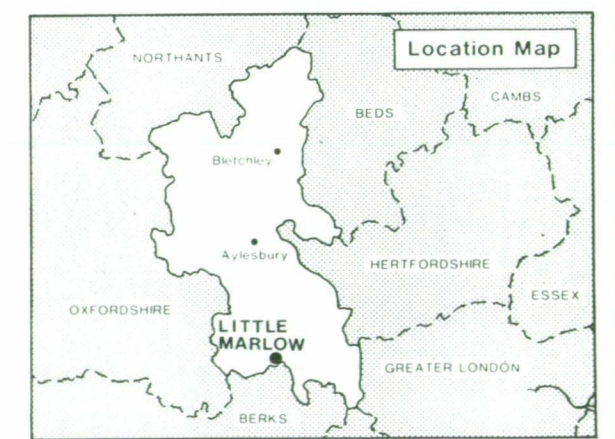 Location Map
NORTHANTS
CAMBS
BEDS
Bletchley
Aylesbury
HERTFORDSHIRE
ESSEX
OXFORDSHIRE
LITTLE
MARLOW
GREATER LONDON
BERKS